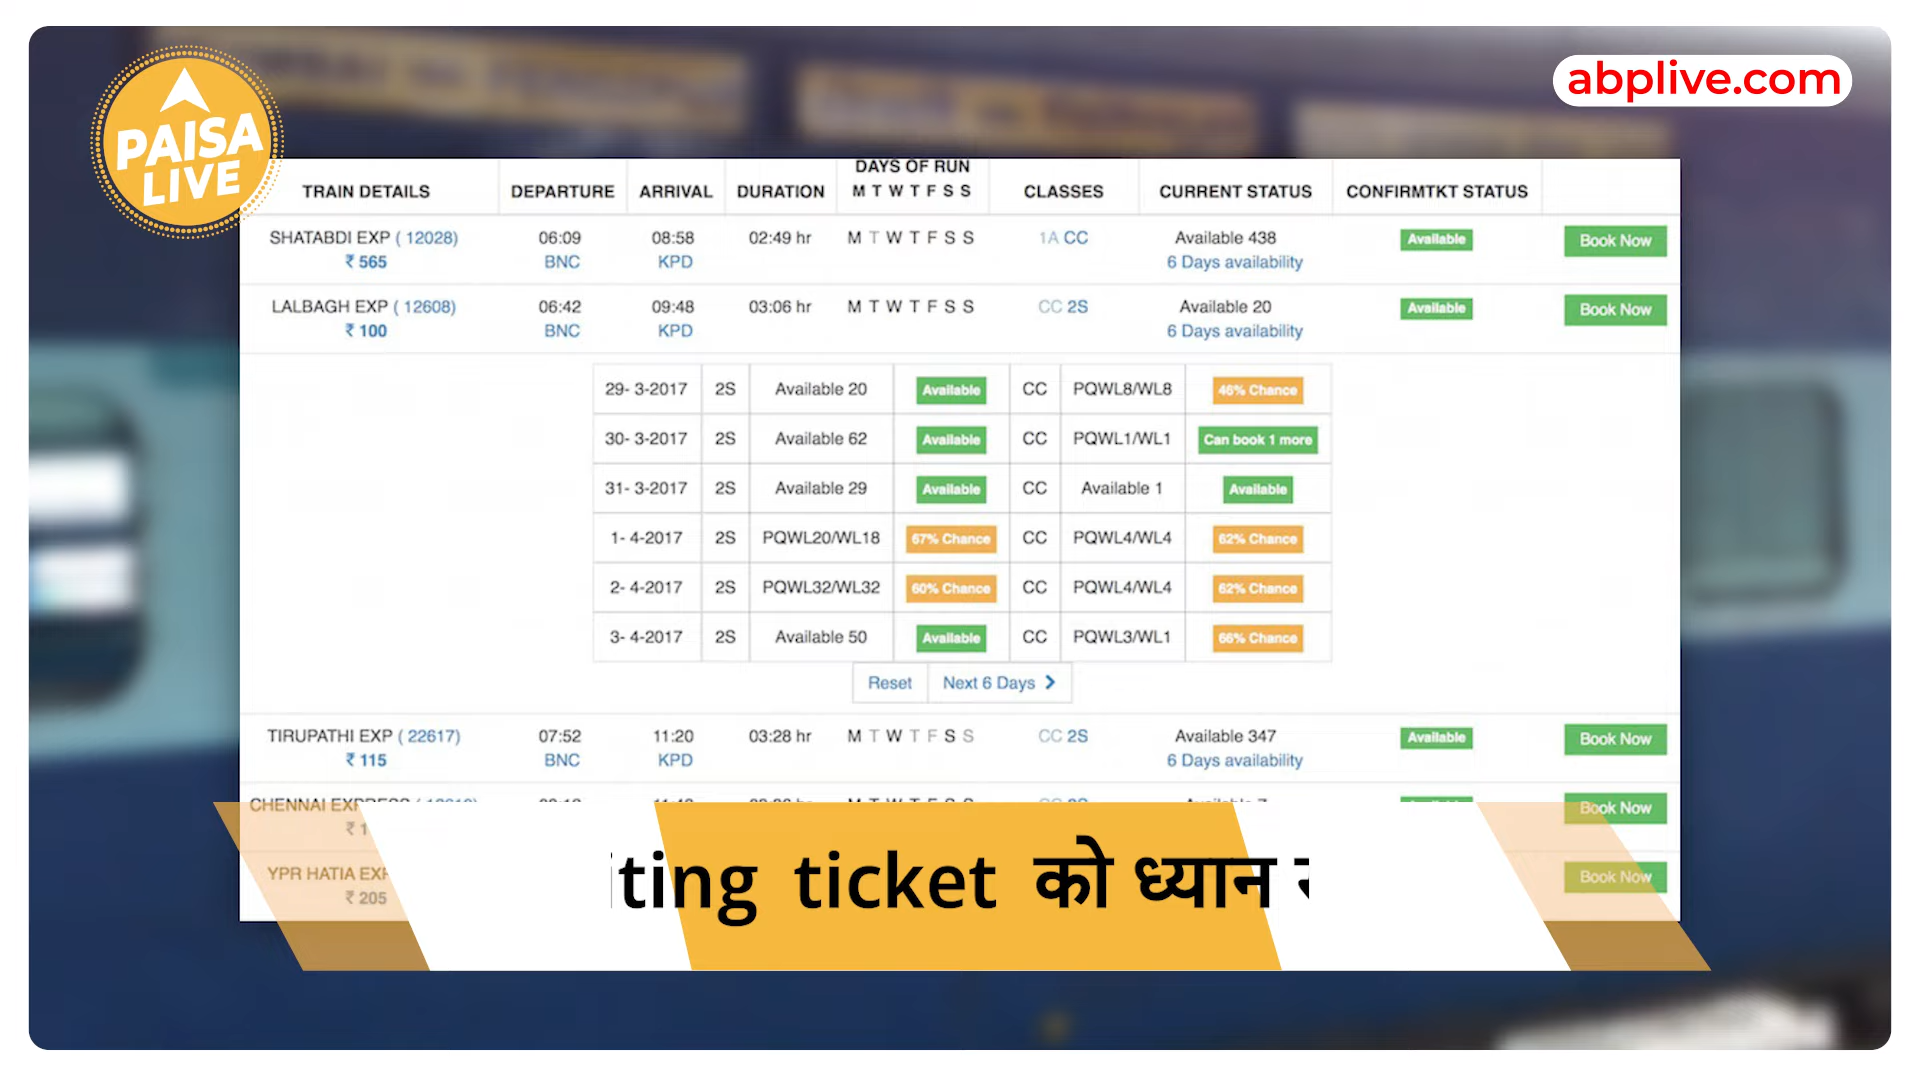 PAISA
LIVE
abplive.com
TRAIN DETAILS DEPARTURE ARRIVAL DURATION DAYS OF RUN M T W T F S S CLASSES CURRENT STATUS CONFIRMTKT STATUS
SHATABDI EXP ( 12028) 06:09 08:58 02:49 hr M T W T F S S 1A CC Available 438 Available Book Now
₹ 565 BNC KPD 6 Days availability
LALBAGH EXP ( 12608) 06:42 09:48 03:06 hr M T W T F S S CC 2S Available 20 Available Book Now
₹ 100 BNC KPD 6 Days availability
29- 3-2017 2S Available 20 Available CC PQWL8/WL8 46% Chance
30- 3-2017 2S Available 62 Available CC PQWL1/WL1 Can book 1 more
31- 3-2017 2S Available 29 Available CC Available 1 Available
1- 4-2017 2S PQWL20/WL18 67% Chance CC PQWL4/WL4 62% Chance
2- 4-2017 2S PQWL32/WL32 60% Chance CC PQWL4/WL4 62% Chance
3- 4-2017 2S Available 50 Available CC PQWL3/WL1 66% Chance
Reset Next 6 Days
TIRUPATHI EXP ( 22617) 07:52 11:20 03:28 hr M T W T F S S CC 2S Available 347 Available Book Now
₹ 115 BNC KPD 6 Days availability
CHENNAI EXPRESS Book Now
₹ 1
YPR HATIA EXP Book Now
₹ 205
iting ticket को ध्यान